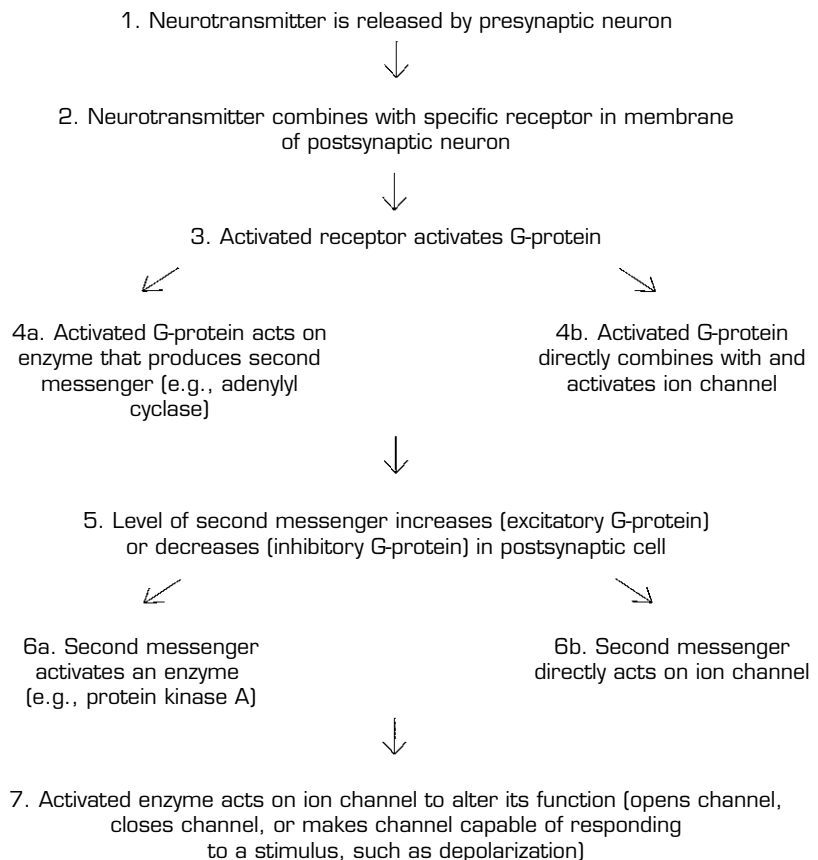 1. Neurotransmitter is released by presynaptic neuron
2. Neurotransmitter combines with specific receptor in membrane
of postsynaptic neuron
3. Activated receptor activates G-protein
4a. Activated G-protein acts on
enzyme that produces second
messenger (e.g., adenylyl
cyclase)
4b. Activated G-protein
directly combines with and
activates ion channel
5. Level of second messenger increases (excitatory G-protein)
or decreases (inhibitory G-protein) in postsynaptic cell
6a. Second messenger
activates an enzyme
(e.g., protein kinase A)
6b. Second messenger
directly acts on ion channel
7. Activated enzyme acts on ion channel to alter its function (opens channel,
closes channel, or makes channel capable of responding
to a stimulus, such as depolarization)